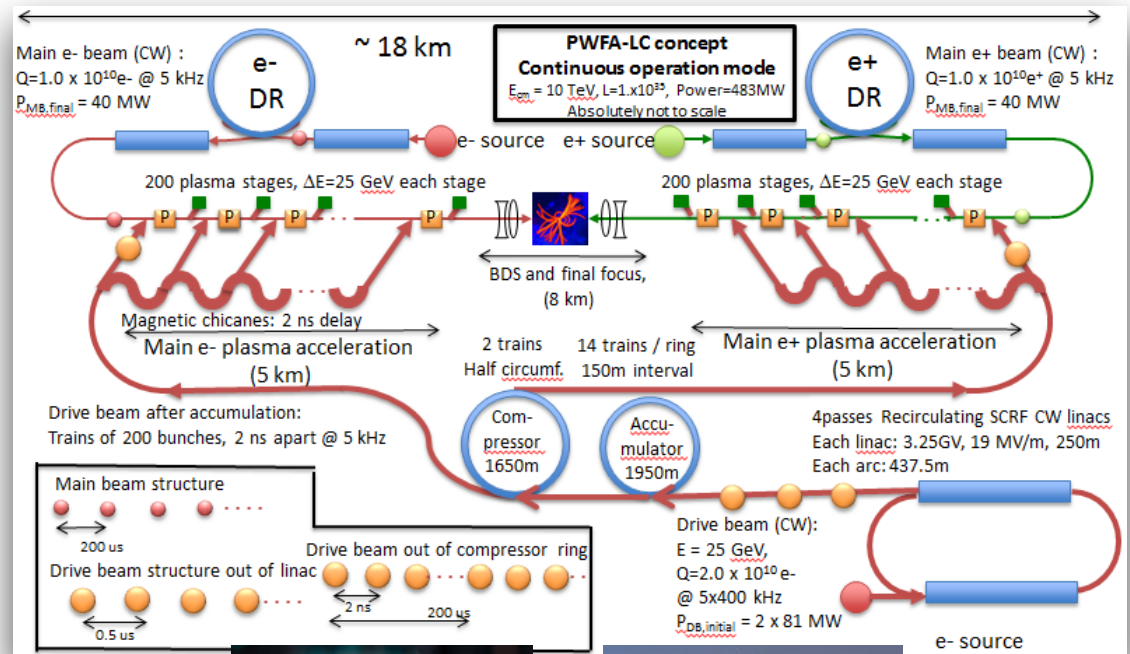 Main e- beam (CW) :
Q=1.0 x 10¹⁰e- @ 5 kHz
P_MB,final = 40 MW
e-
DR
~ 18 km
PWFA-LC concept
Continuous operation mode
E_cm = 10 TeV, L=1.x10³⁵, Power=483MW
Absolutely not to scale
e+
DR
Main e+ beam (CW) :
Q=1.0 x 10¹⁰e⁺ @ 5 kHz
P_MB,final = 40 MW
e- source
e+ source
200 plasma stages, ΔE=25 GeV each stage
200 plasma stages, ΔE=25 GeV each stage
P
P
P
P
P
P
P
P
BDS and final focus,
(8 km)
Magnetic chicanes: 2 ns delay
Main e- plasma acceleration
(5 km)
Main e+ plasma acceleration
(5 km)
2 trains
Half circumf.
14 trains / ring
150m interval
Drive beam after accumulation:
Trains of 200 bunches, 2 ns apart @ 5 kHz
Com-
pressor
1650m
Accu-
mulator
1950m
4passes Recirculating SCRF CW linacs
Each linac: 3.25GV, 19 MV/m, 250m
Each arc: 437.5m
Main beam structure
200 us
Drive beam structure out of linac
0.5 us
Drive beam out of compressor ring
2 ns
200 us
Drive beam (CW):
E = 25 GeV,
Q=2.0 x 10¹⁰ e-
@ 5x400 kHz
P_DB,initial = 2 x 81 MW
e- source